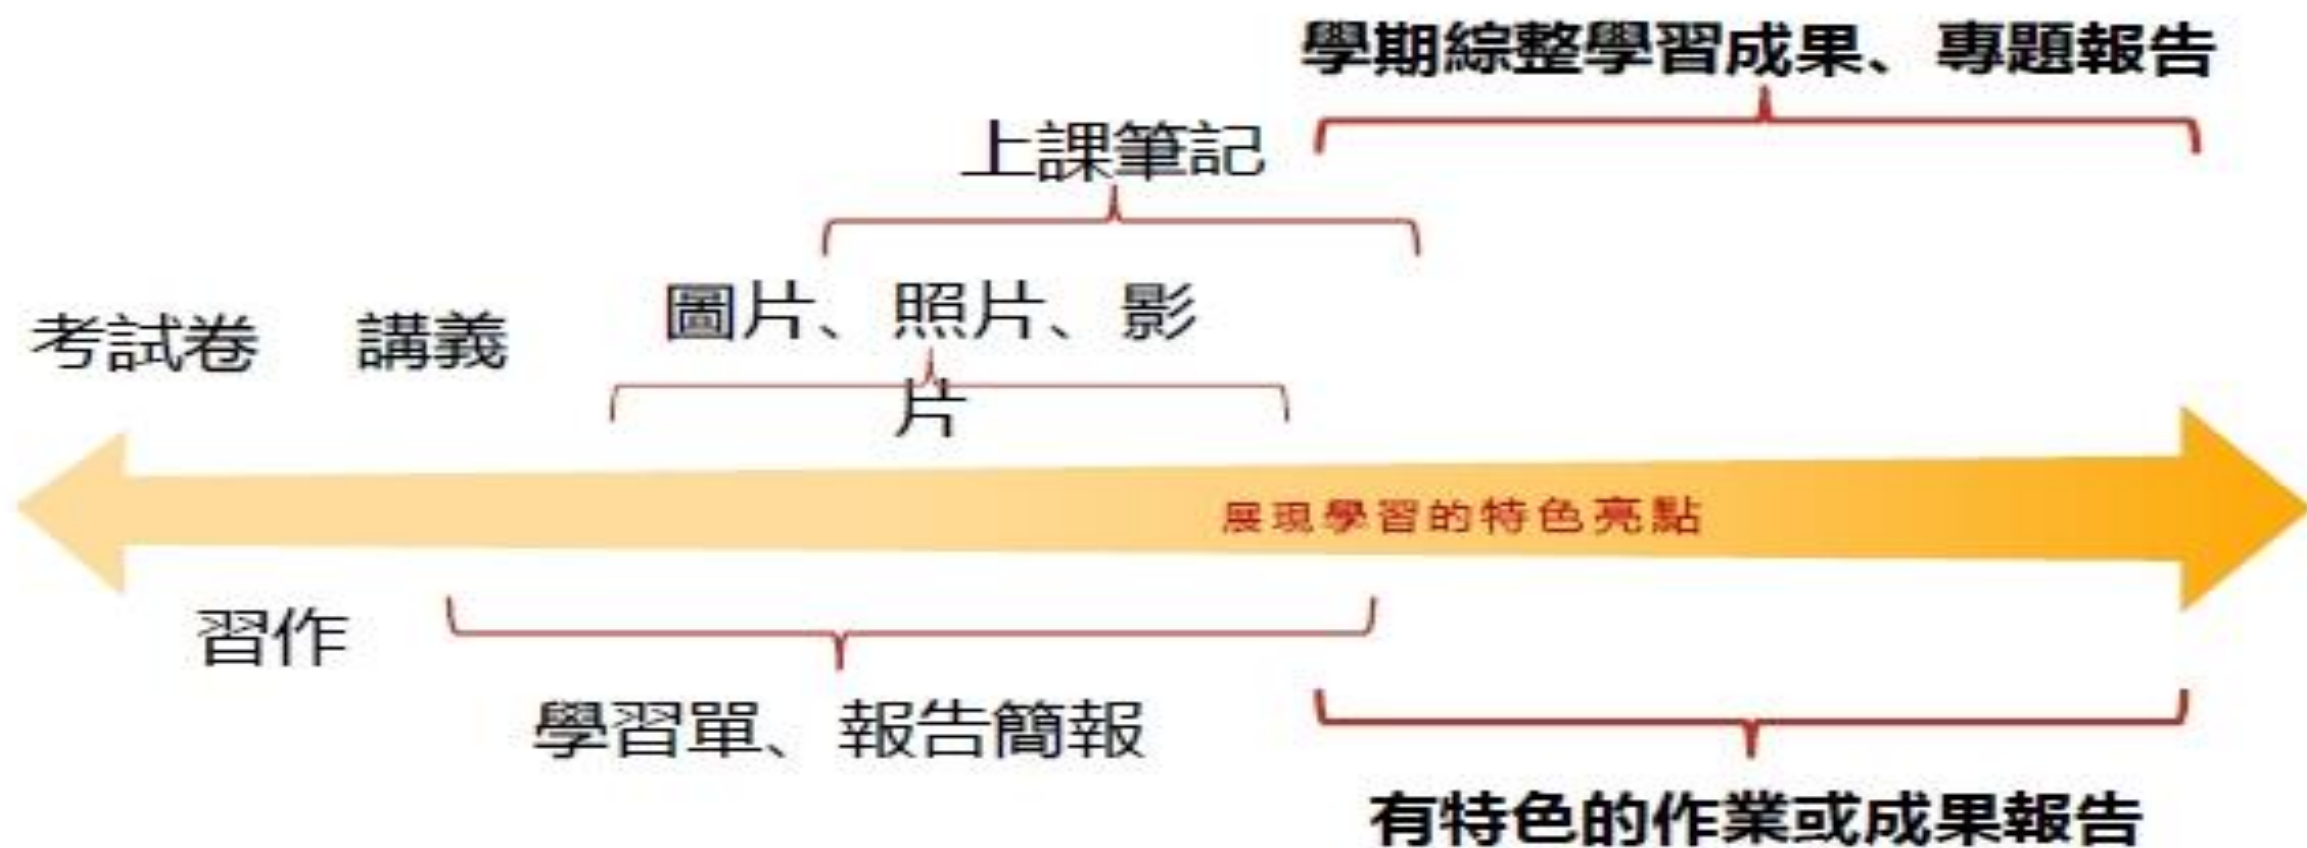 學期綜整學習成果、專題報告
上課筆記
圖片、照片、影
片
考試卷 講義
展現學習的特色亮點
習作
學習單、報告簡報
有特色的作業或成果報告